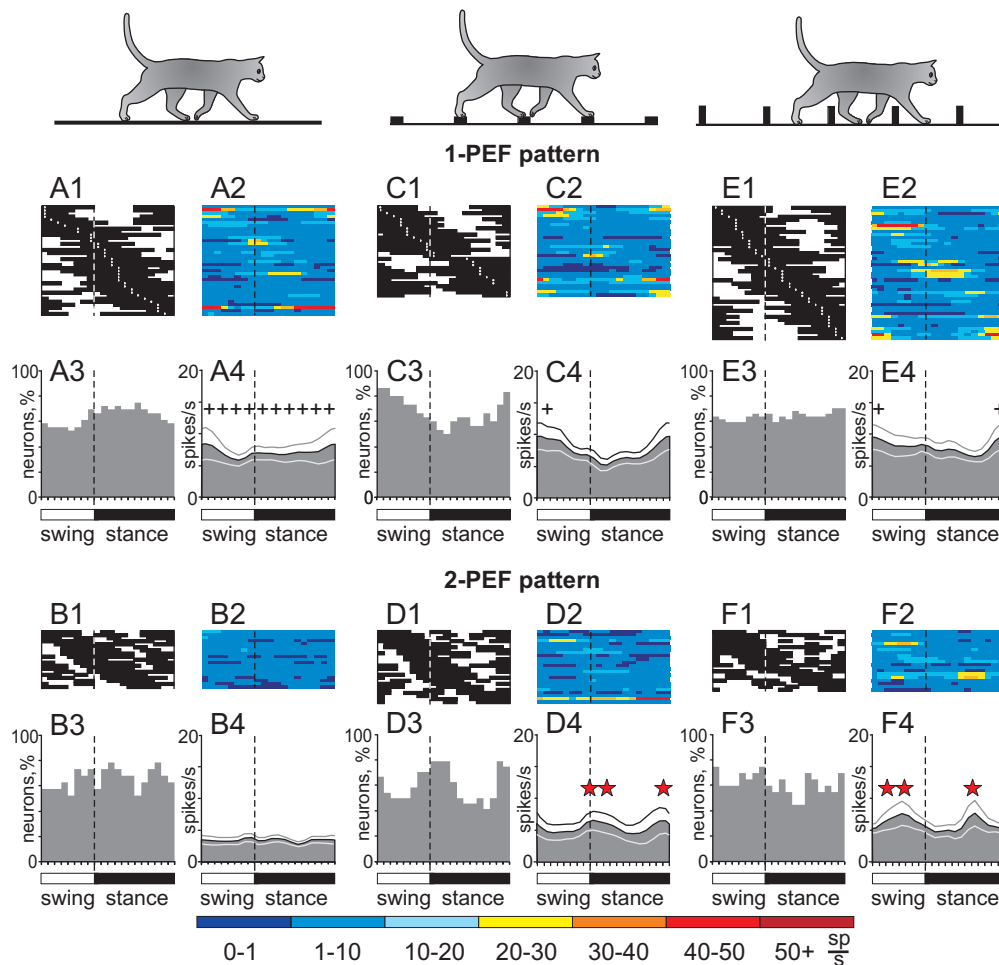 1-PEF pattern
A1 A2 C1 C2 E1 E2
A3 A4 C3 C4 E3 E4
100 20 100 20 100 20
neurons, % spikes/s neurons, % spikes/s neurons, % spikes/s
++++++++++ + + +
0 0 0 0 0 0
swing stance swing stance swing stance swing stance swing stance swing stance
2-PEF pattern
B1 B2 D1 D2 F1 F2
B3 B4 D3 D4 F3 F4
100 20 100 20 100 20
neurons, % spikes/s neurons, % spikes/s neurons, % spikes/s
0 0 0 0 0 0
swing stance swing stance swing stance swing stance swing stance swing stance
0-1 1-10 10-20 20-30 30-40 40-50 50+ sp/s